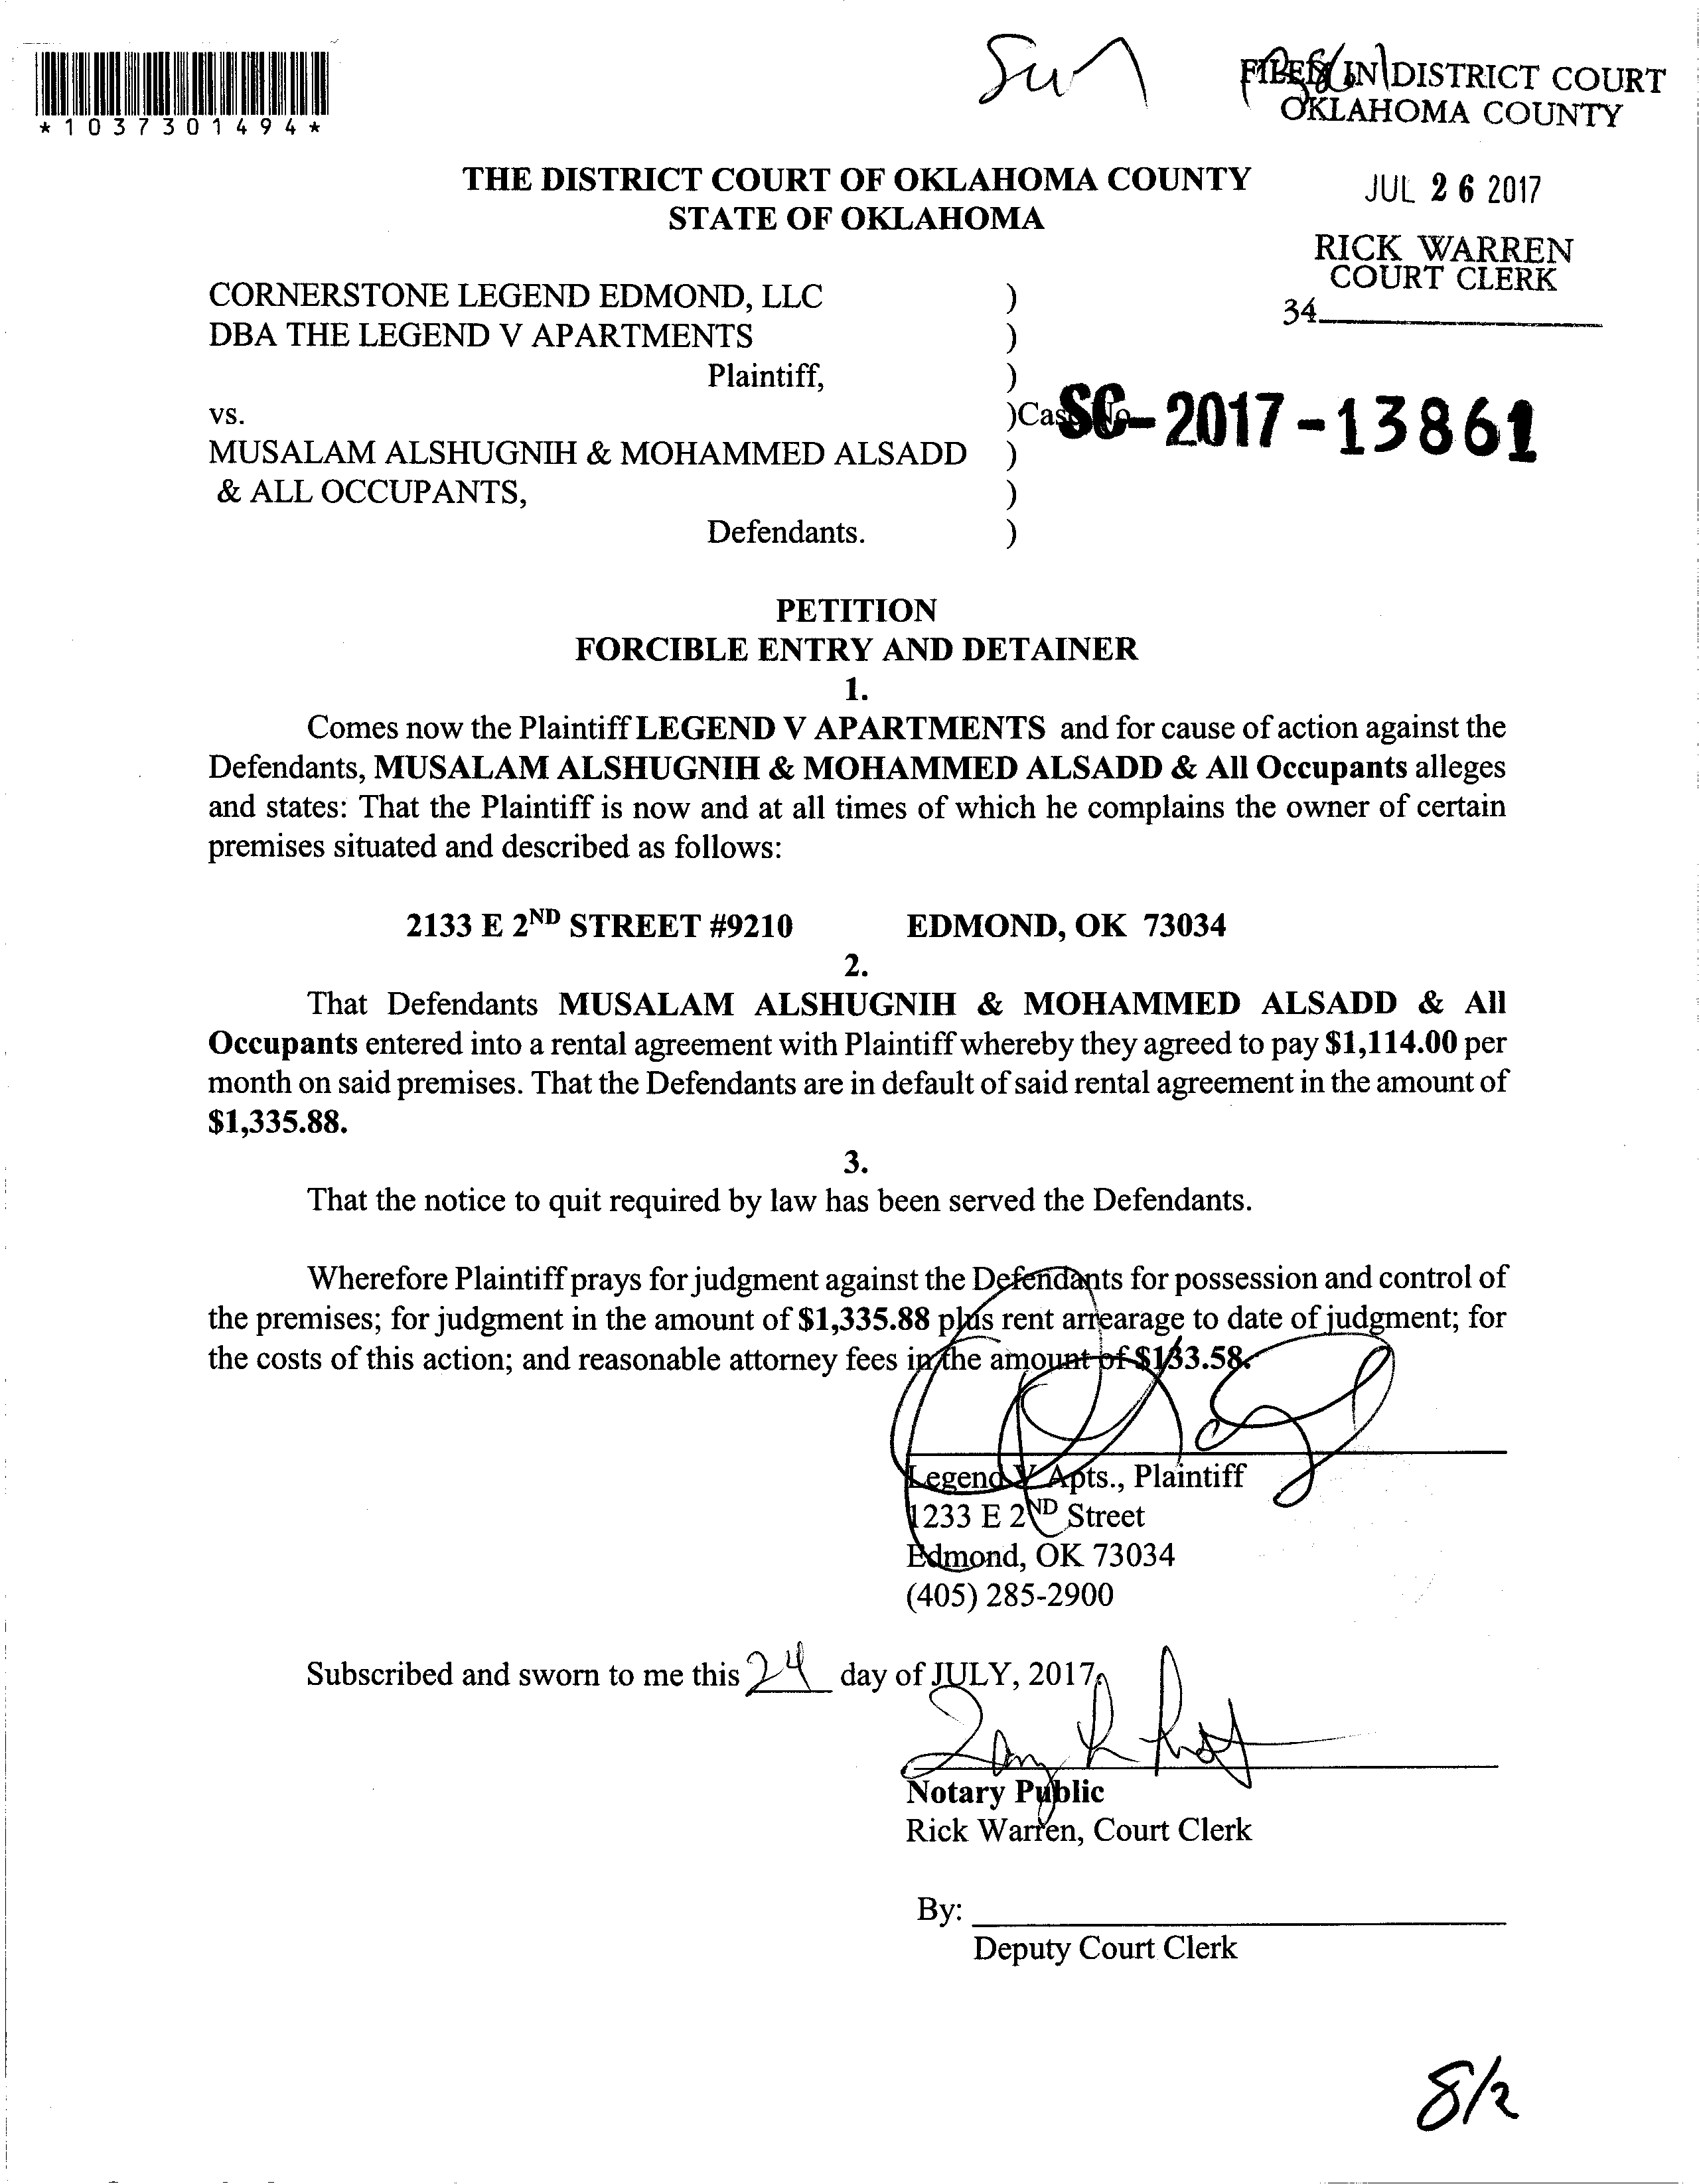 *1037301494*
FILED IN DISTRICT COURT
OKLAHOMA COUNTY
JUL 26 2017
RICK WARREN
COURT CLERK
34
THE DISTRICT COURT OF OKLAHOMA COUNTY
STATE OF OKLAHOMA
CORNERSTONE LEGEND EDMOND, LLC )
DBA THE LEGEND V APARTMENTS )
Plaintiff, )
vs. )Case No. SC-2017-13861
MUSALAM ALSHUGNIH & MOHAMMED ALSADD )
& ALL OCCUPANTS, )
Defendants. )
PETITION
FORCIBLE ENTRY AND DETAINER
1.
Comes now the Plaintiff LEGEND V APARTMENTS and for cause of action against the
Defendants, MUSALAM ALSHUGNIH & MOHAMMED ALSADD & All Occupants alleges
and states: That the Plaintiff is now and at all times of which he complains the owner of certain
premises situated and described as follows:
2133 E 2ND STREET #9210 EDMOND, OK 73034
2.
That Defendants MUSALAM ALSHUGNIH & MOHAMMED ALSADD & All
Occupants entered into a rental agreement with Plaintiff whereby they agreed to pay $1,114.00 per
month on said premises. That the Defendants are in default of said rental agreement in the amount of
$1,335.88.
3.
That the notice to quit required by law has been served the Defendants.
Wherefore Plaintiff prays for judgment against the Defendants for possession and control of
the premises; for judgment in the amount of $1,335.88 plus rent arrearage to date of judgment; for
the costs of this action; and reasonable attorney fees in the amount of $133.58.
Legend V Apts., Plaintiff
1233 E 2ND Street
Edmond, OK 73034
(405) 285-2900
Subscribed and sworn to me this 24 day of JULY, 2017.
Notary Public
Rick Warren, Court Clerk
By:
Deputy Court Clerk
8/2